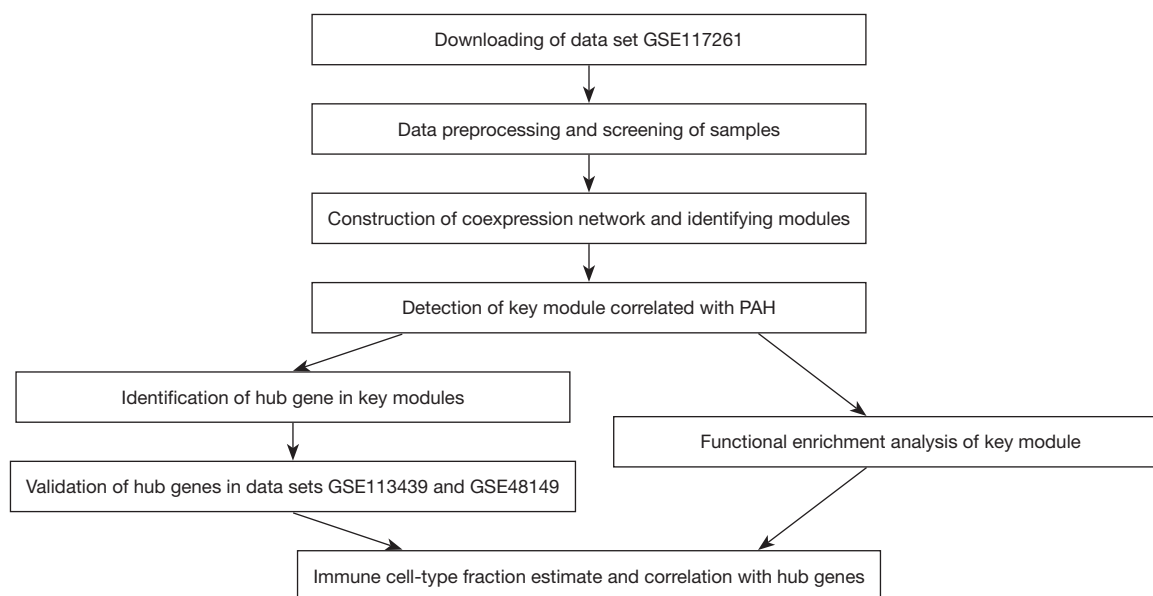 Downloading of data set GSE117261
Data preprocessing and screening of samples
Construction of coexpression network and identifying modules
Detection of key module correlated with PAH
Identification of hub gene in key modules
Functional enrichment analysis of key module
Validation of hub genes in data sets GSE113439 and GSE48149
Immune cell-type fraction estimate and correlation with hub genes